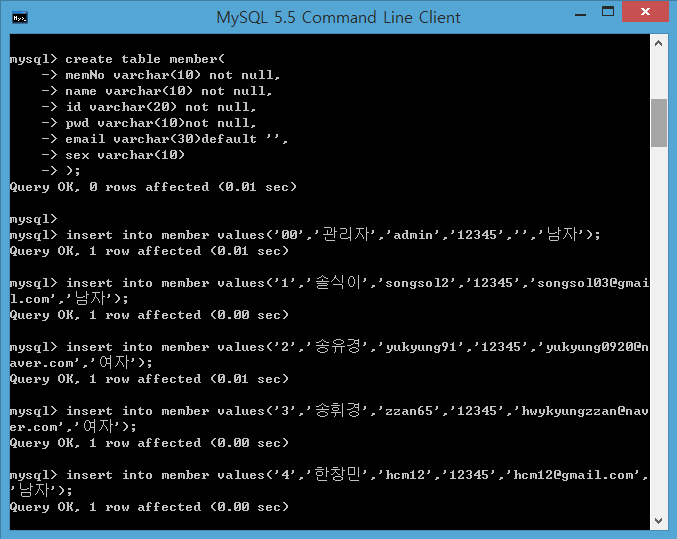 MySQL 5.5 Command Line Client
mysql> create table member(
    -> memNo varchar(10) not null,
    -> name varchar(10) not null,
    -> id varchar(20) not null,
    -> pwd varchar(10)not null,
    -> email varchar(30)default '',
    -> sex varchar(10)
    -> );
Query OK, 0 rows affected (0.01 sec)
mysql>
mysql> insert into member values('00','관리자','admin','12345','','남자');
Query OK, 1 row affected (0.01 sec)
mysql> insert into member values('1','솔식이','songsol2','12345','songsol03@gmai
l.com','남자');
Query OK, 1 row affected (0.00 sec)
mysql> insert into member values('2','송유경','yukyung91','12345','yukyung0920@n
aver.com','여자');
Query OK, 1 row affected (0.01 sec)
mysql> insert into member values('3','송휘경','zzan65','12345','hwykyungzzan@nav
er.com','여자');
Query OK, 1 row affected (0.00 sec)
mysql> insert into member values('4','한창민','hcm12','12345','hcm12@gmail.com',
'남자');
Query OK, 1 row affected (0.00 sec)